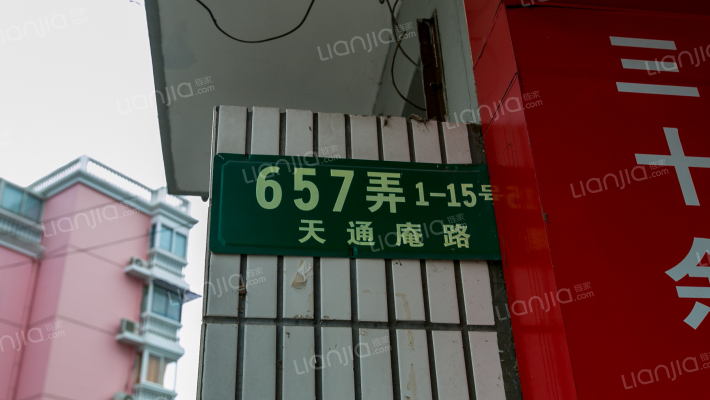 657弄 1-15号
天通庵路
三
十